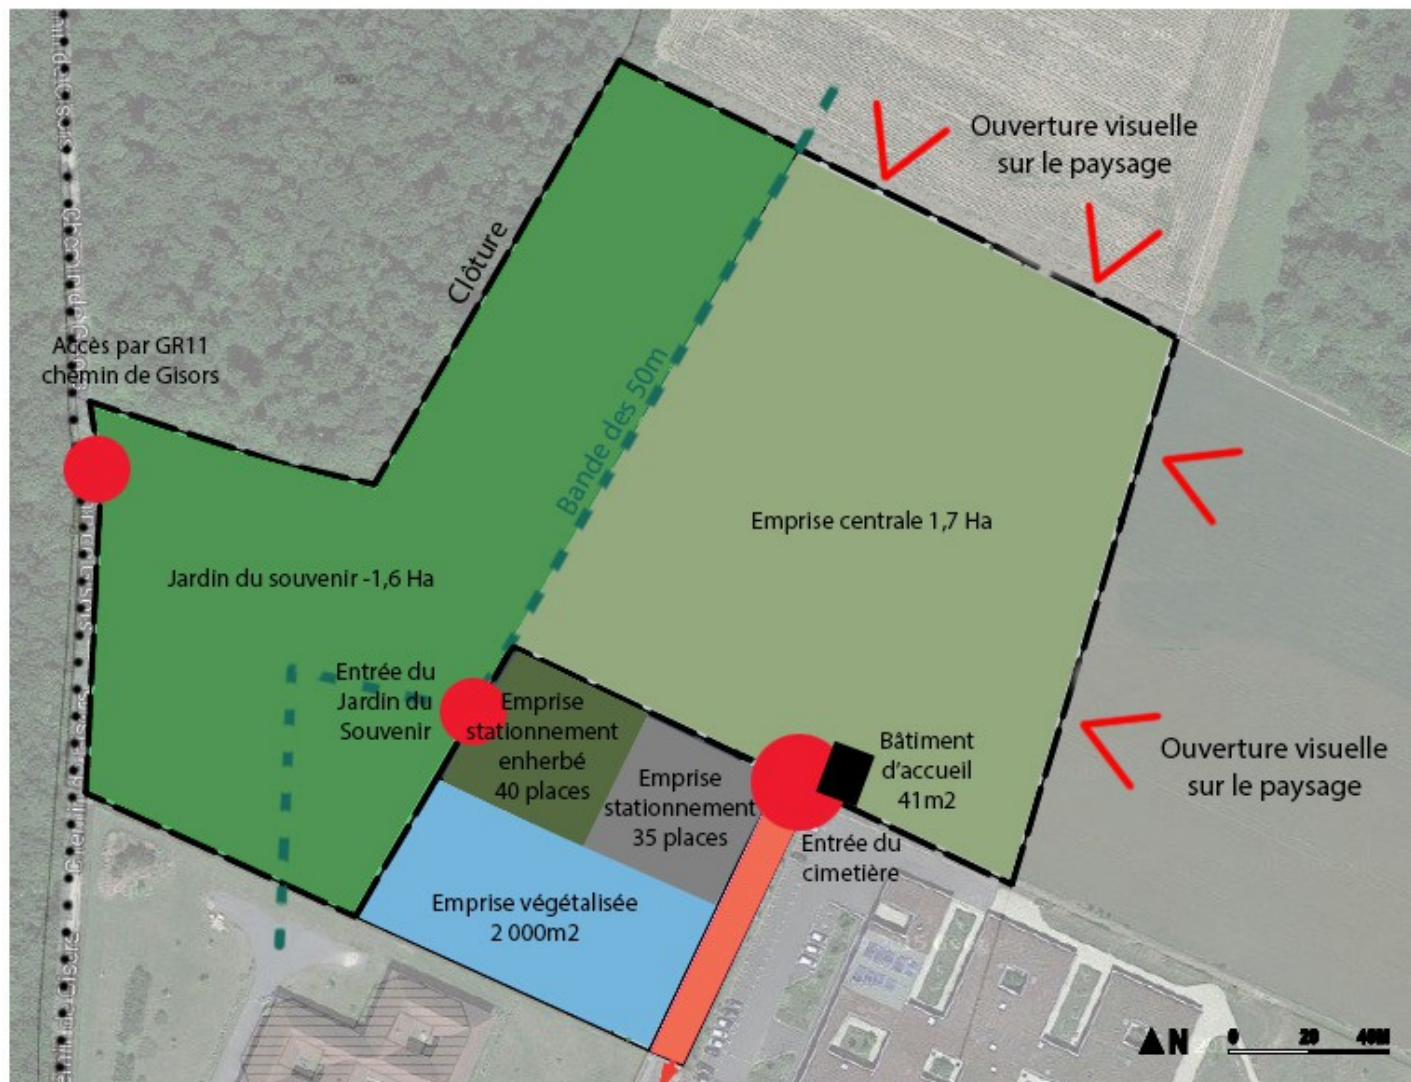 Ouverture visuelle
sur le paysage
Clôture
Accès par GR11
chemin de Gisors
Bande des 50m
Emprise centrale 1,7 Ha
Jardin du souvenir -1,6 Ha
Entrée du
Jardin du
Souvenir
Emprise
stationnement
enherbé
40 places
Emprise
stationnement
35 places
Bâtiment
d'accueil
41m2
Ouverture visuelle
sur le paysage
Entrée du
cimetière
Emprise végétalisée
2 000m2
N
0 20 40M